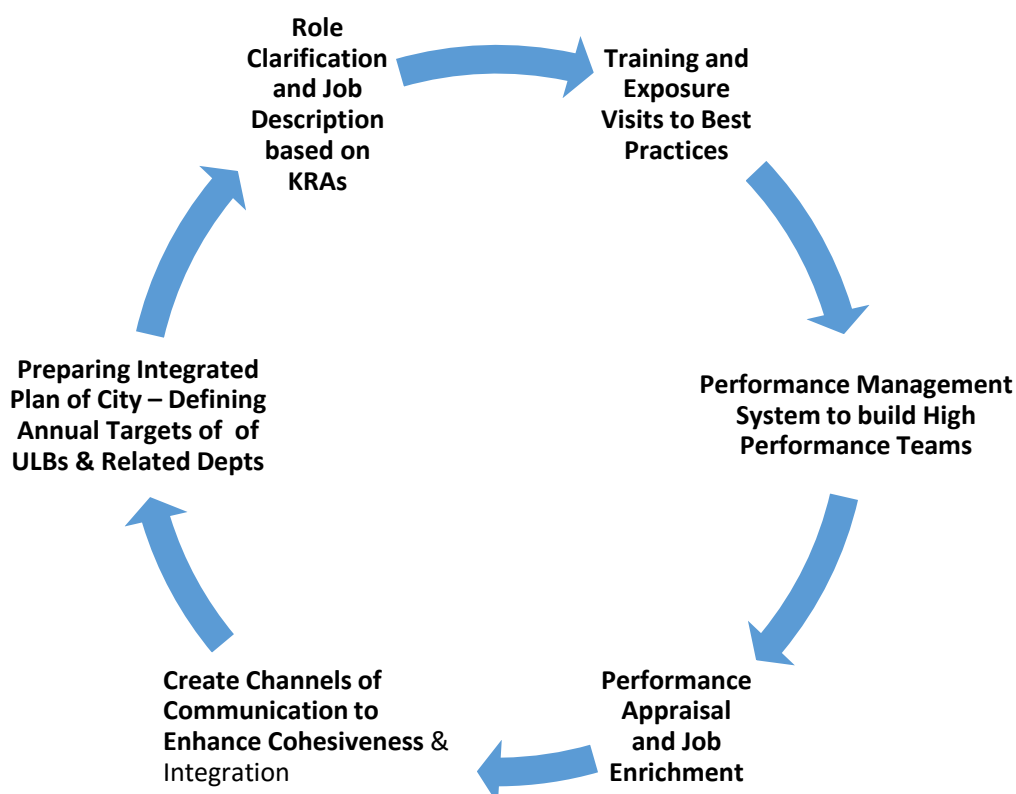 Role
Clarification
and Job
Description
based on
KRAs
Training and
Exposure
Visits to Best
Practices
Performance Management
System to build High
Performance Teams
Performance
Appraisal
and Job
Enrichment
Create Channels of
Communication to
Enhance Cohesiveness &
Integration
Preparing Integrated
Plan of City – Defining
Annual Targets of of
ULBs & Related Depts